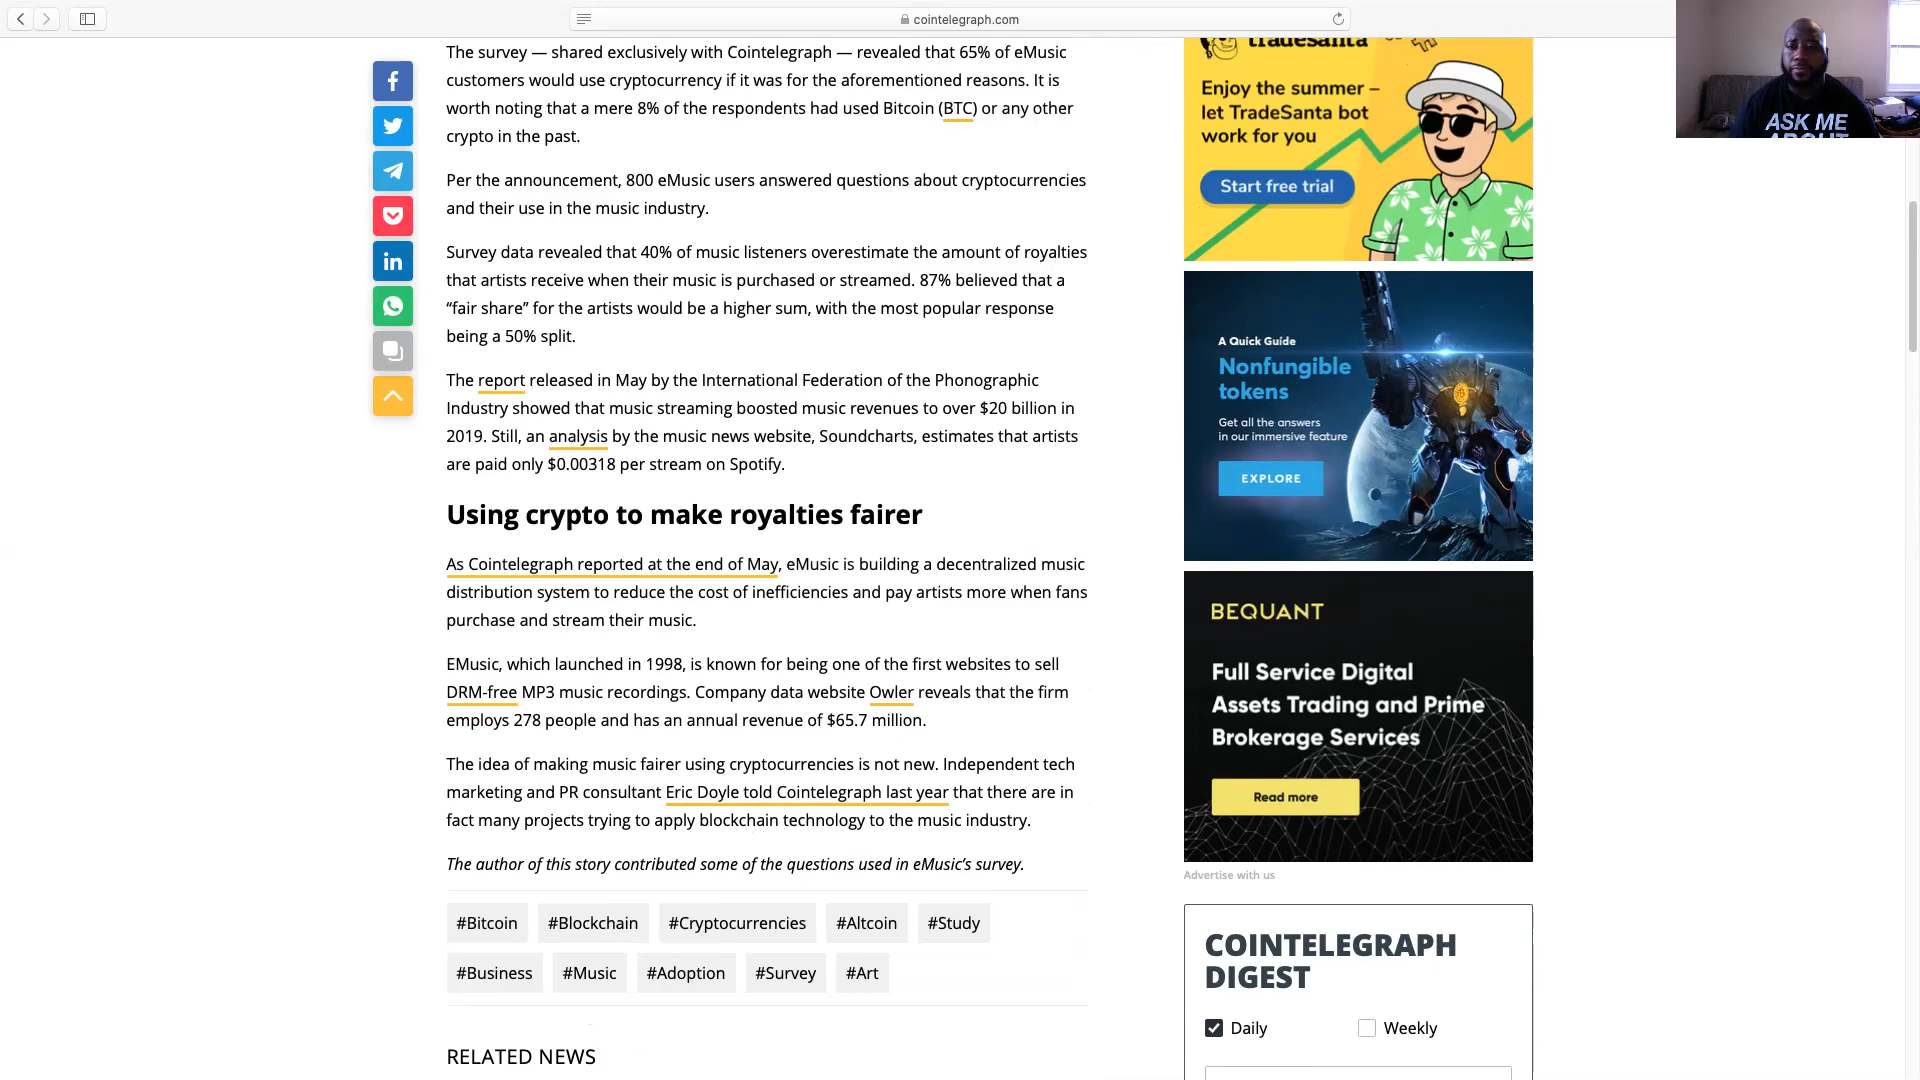 cointelegraph.com
The survey — shared exclusively with Cointelegraph — revealed that 65% of eMusic
customers would use cryptocurrency if it was for the aforementioned reasons. It is
worth noting that a mere 8% of the respondents had used Bitcoin (BTC) or any other
crypto in the past.
Per the announcement, 800 eMusic users answered questions about cryptocurrencies
and their use in the music industry.
Survey data revealed that 40% of music listeners overestimate the amount of royalties
that artists receive when their music is purchased or streamed. 87% believed that a
“fair share” for the artists would be a higher sum, with the most popular response
being a 50% split.
The report released in May by the International Federation of the Phonographic
Industry showed that music streaming boosted music revenues to over $20 billion in
2019. Still, an analysis by the music news website, Soundcharts, estimates that artists
are paid only $0.00318 per stream on Spotify.
Using crypto to make royalties fairer
As Cointelegraph reported at the end of May, eMusic is building a decentralized music
distribution system to reduce the cost of inefficiencies and pay artists more when fans
purchase and stream their music.
EMusic, which launched in 1998, is known for being one of the first websites to sell
DRM-free MP3 music recordings. Company data website Owler reveals that the firm
employs 278 people and has an annual revenue of $65.7 million.
The idea of making music fairer using cryptocurrencies is not new. Independent tech
marketing and PR consultant Eric Doyle told Cointelegraph last year that there are in
fact many projects trying to apply blockchain technology to the music industry.
The author of this story contributed some of the questions used in eMusic’s survey.
#Bitcoin #Blockchain #Cryptocurrencies #Altcoin #Study
#Business #Music #Adoption #Survey #Art
RELATED NEWS
tradesanta
Enjoy the summer –
let TradeSanta bot
work for you
Start free trial
A Quick Guide
Nonfungible
tokens
Get all the answers
in our immersive feature
EXPLORE
BEQUANT
Full Service Digital
Assets Trading and Prime
Brokerage Services
Read more
Advertise with us
COINTELEGRAPH
DIGEST
Daily Weekly
ASK ME
ABOUT